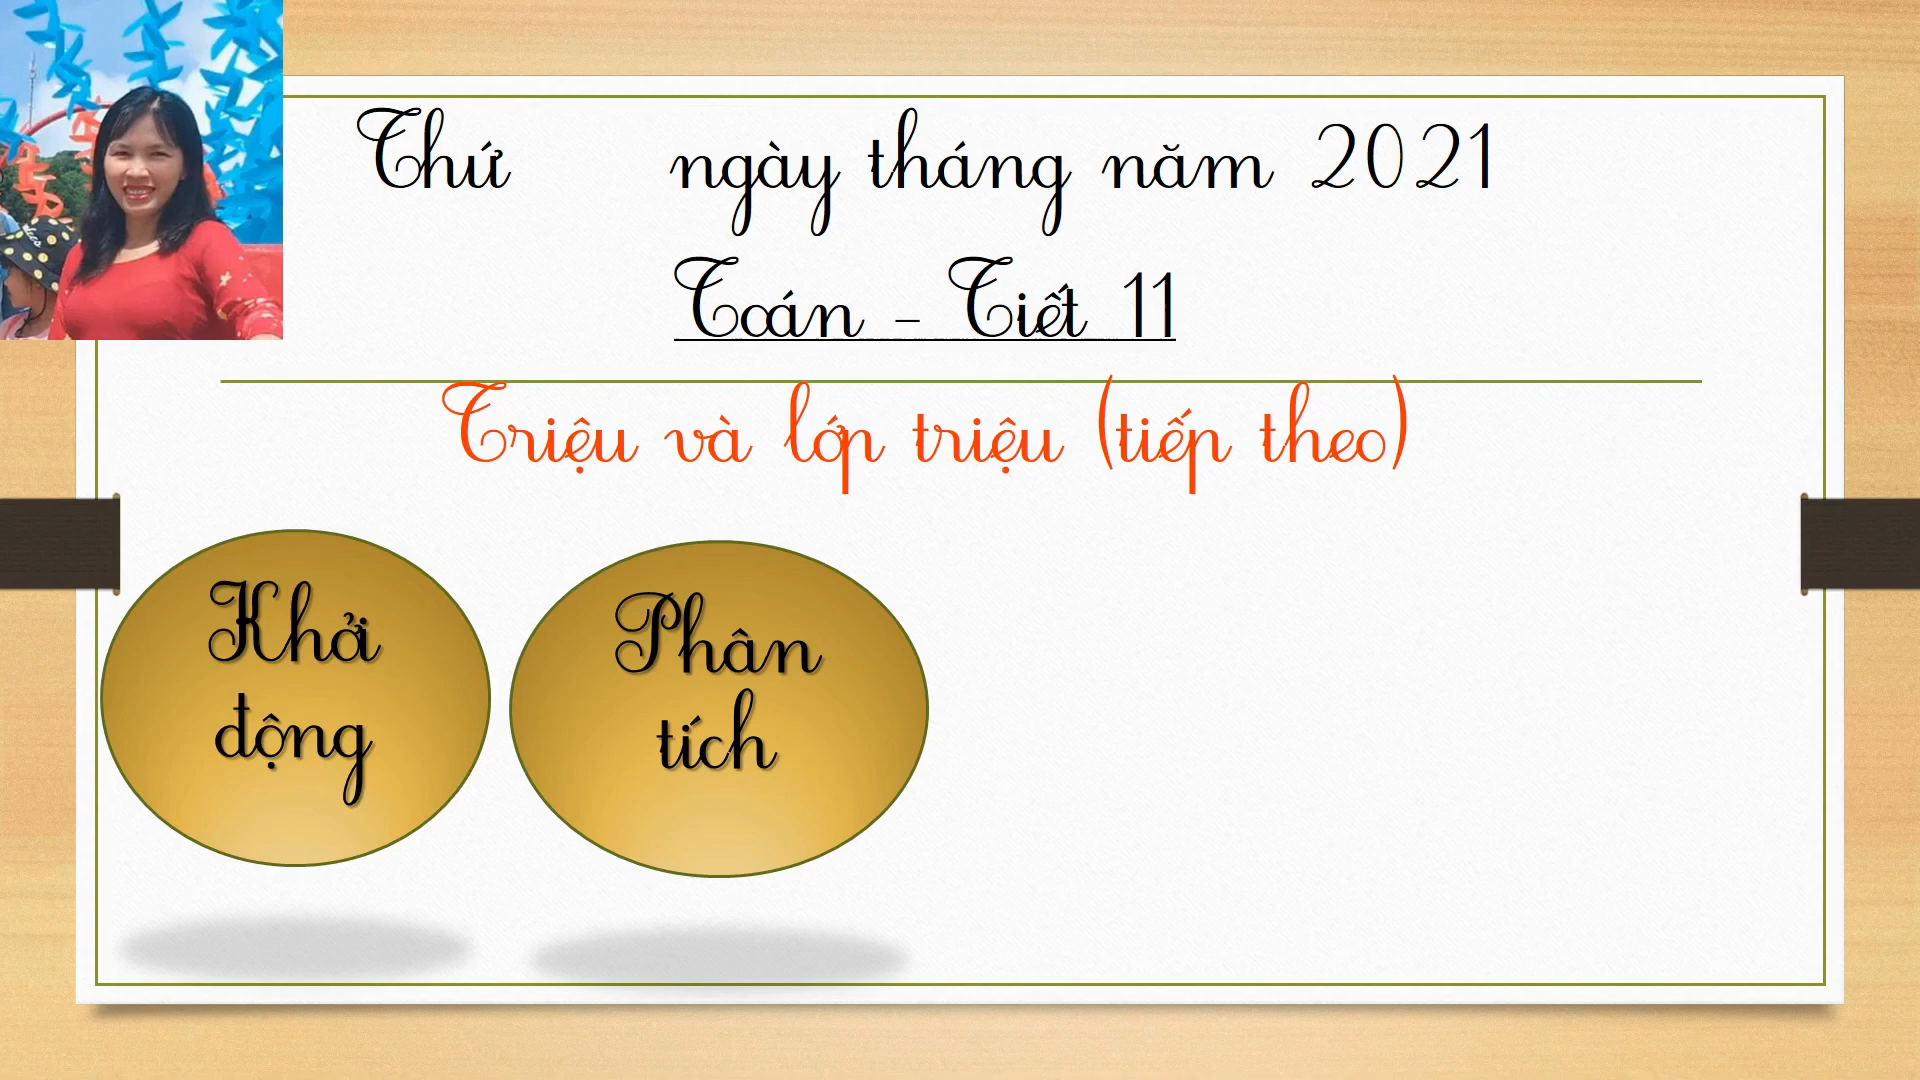 Thứ ngày tháng năm 2021
Toán - Tiết 11
Triệu và lớp triệu (tiếp theo)
Khởi
động
Phân
tích